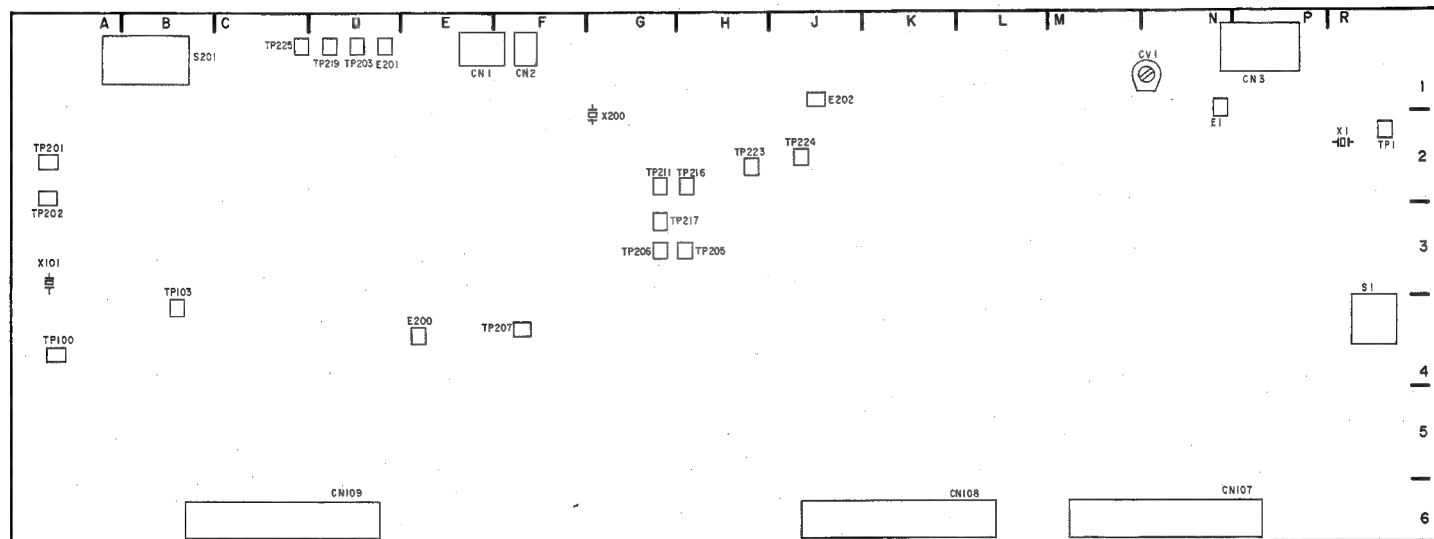 A B C D E F G H J K L M N P R
TP225
TP219 TP203 E201
S201
CN1 CN2
CV1
CN3
1
E202
X200
E1
X1
TP1
TP201
TP223 TP224
2
TP211 TP216
TP202
TP217
TP206 TP205
3
X101
TP103
S1
E200 TP207
TP100
4
5
CN109 CN108 CN107
6